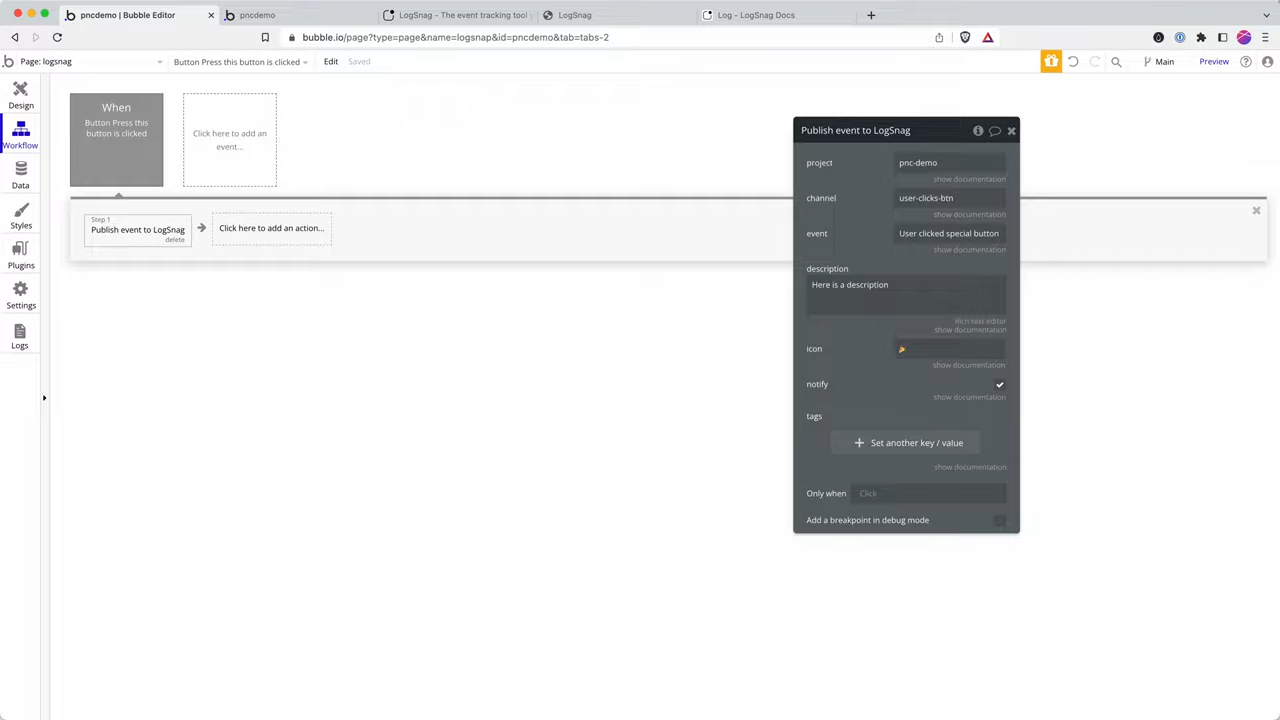 pncdemo | Bubble Editor
pncdemo
LogSnag - The event tracking tool
LogSnag
Log - LogSnag Docs
bubble.io/page?type=page&name=logsnap&id=pncdemo&tab=tabs-2
Page: logsnag
Button Press this button is clicked
Edit
Saved
Main
Preview
Design
Workflow
Data
Styles
Plugins
Settings
Logs
When
Button Press this
button is clicked
Click here to add an
event...
Step 1
Publish event to LogSnag
delete
Click here to add an action...
Publish event to LogSnag
project
pnc-demo
show documentation
channel
user-clicks-btn
show documentation
event
User clicked special button
show documentation
description
Here is a description
Rich text editor
show documentation
icon
show documentation
notify
show documentation
tags
Set another key / value
show documentation
Only when
Click
Add a breakpoint in debug mode